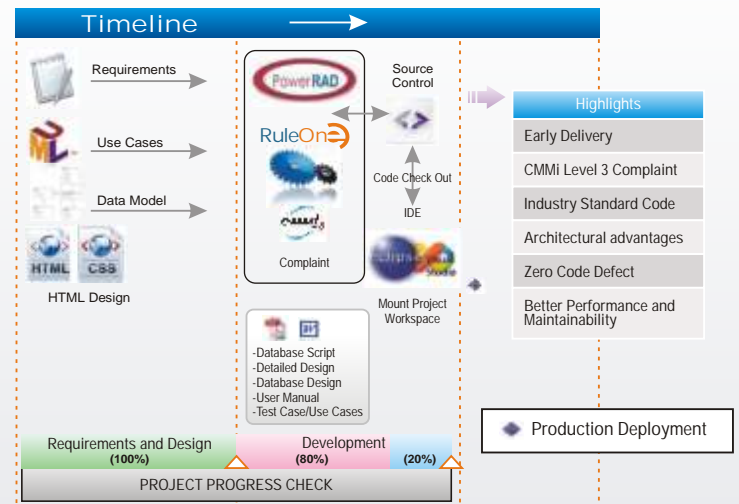 Timeline
Requirements
Use Cases
UML
Data Model
HTML
CSS
HTML Design
PowerRAD
RuleOne
Complaint
Source
Control
Code Check Out
IDE
Mount Project
Workspace
-Database Script
-Detailed Design
-Database Design
-User Manual
-Test Case/Use Cases
Highlights
Early Delivery
CMMi Level 3 Complaint
Industry Standard Code
Architectural advantages
Zero Code Defect
Better Performance and
Maintainability
Production Deployment
Requirements and Design
(100%)
Development
(80%)
(20%)
PROJECT PROGRESS CHECK